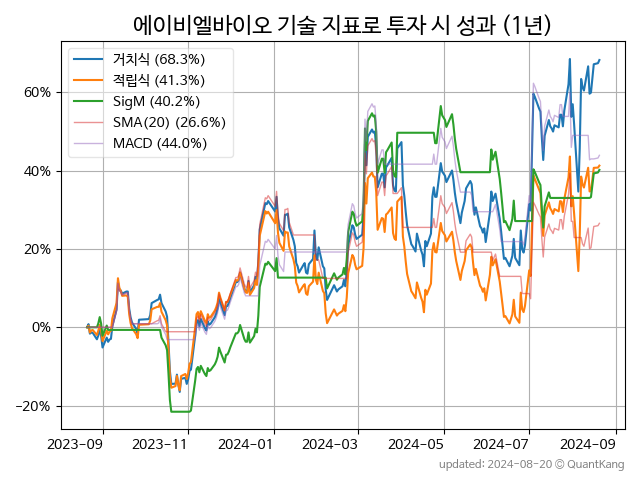 에이비엘바이오 기술 지표로 투자 시 성과 (1년)
거치식 (68.3%)
적립식 (41.3%)
SigM (40.2%)
SMA(20) (26.6%)
MACD (44.0%)
60%
40%
20%
0%
−20%
2023-09 2023-11 2024-01 2024-03 2024-05 2024-07 2024-09
updated: 2024-08-20 © QuantKang